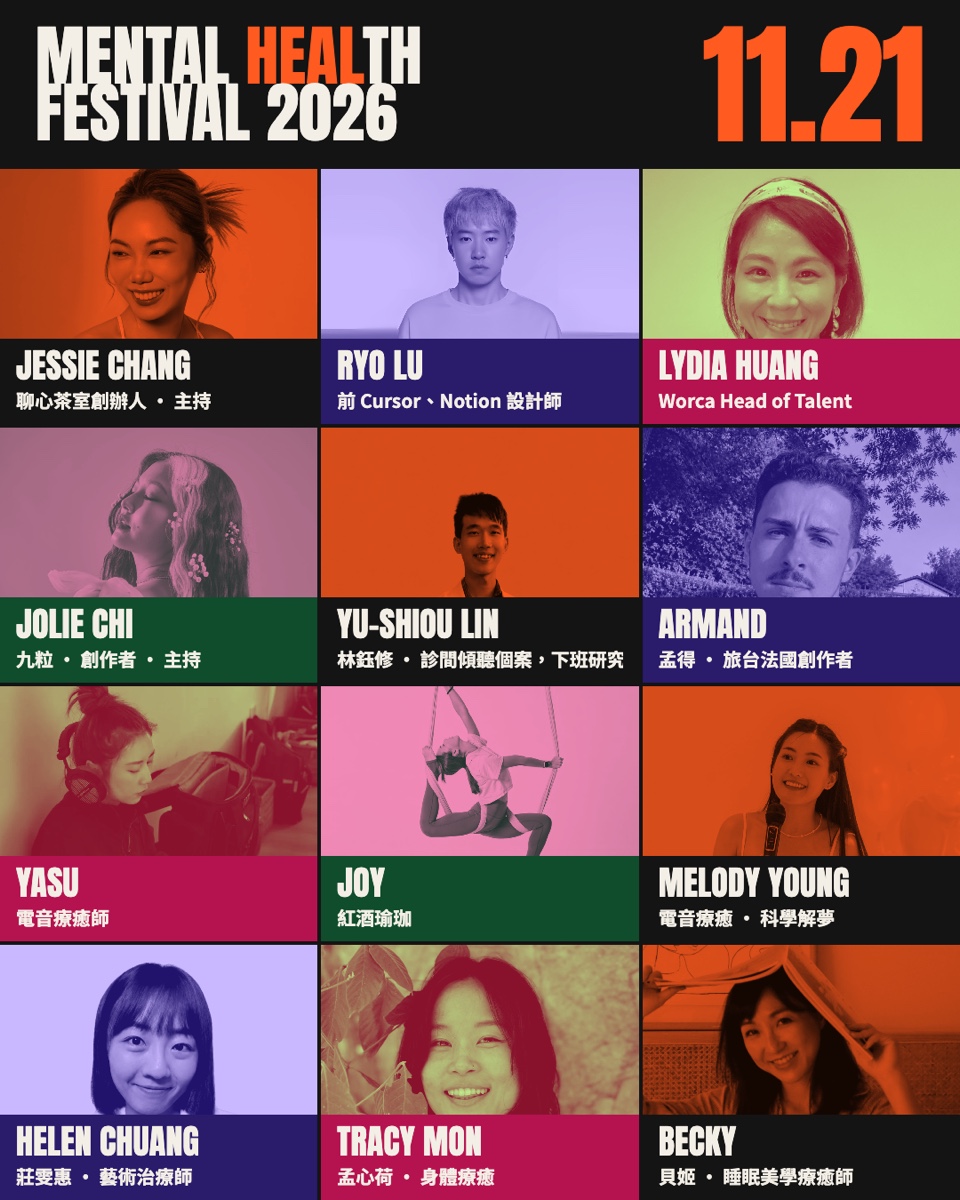 MENTAL HEALTH
FESTIVAL 2026
11.21
JESSIE CHANG
聊心茶室創辦人 • 主持
RYO LU
前 Cursor、Notion 設計師
LYDIA HUANG
Worca Head of Talent
JOLIE CHI
九粒 • 創作者 • 主持
YU-SHIOU LIN
林鈺修 • 診間傾聽個案，下班研究
ARMAND
孟得 • 旅台法國創作者
YASU
電音療癒師
JOY
紅酒瑜珈
MELODY YOUNG
電音療癒 • 科學解夢
HELEN CHUANG
莊雯惠 • 藝術治療師
TRACY MON
孟心荷 • 身體療癒
BECKY
貝姬 • 睡眠美學療癒師